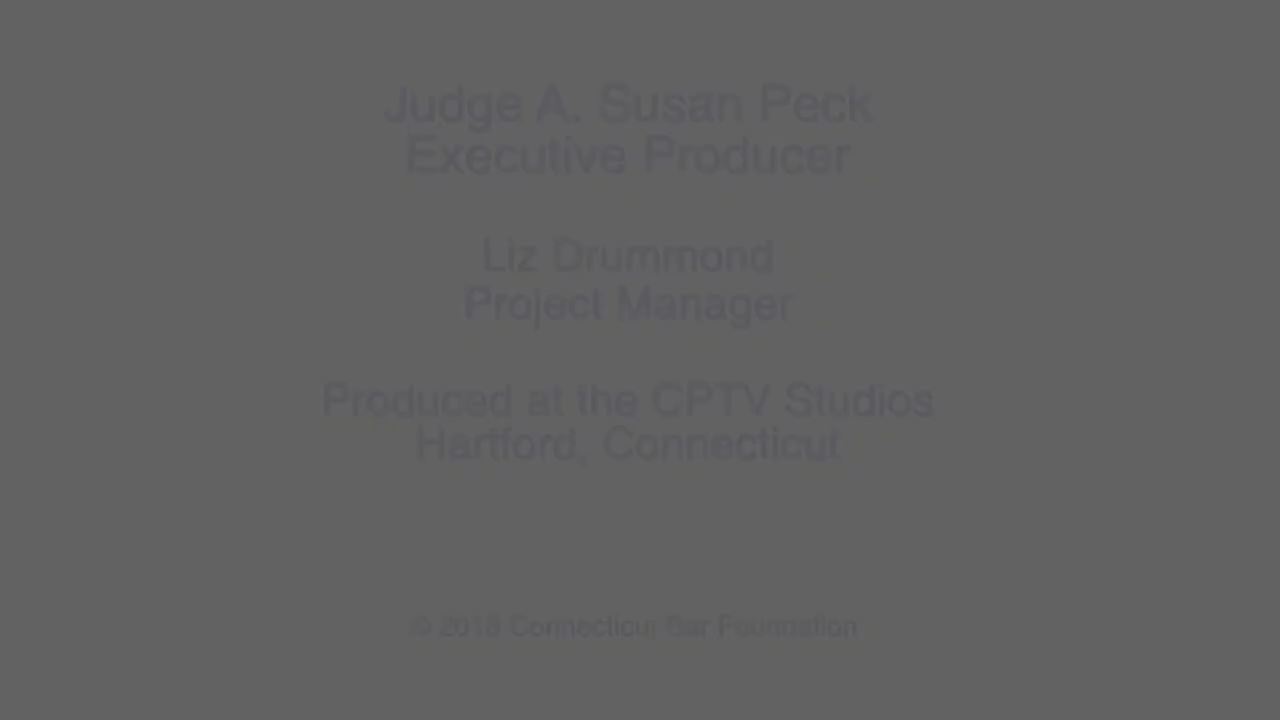 Judge A. Susan Peck
Executive Producer
Liz Drummond
Project Manager
Produced at the CPTV Studios
Hartford, Connecticut
© Connecticut Bar Foundation